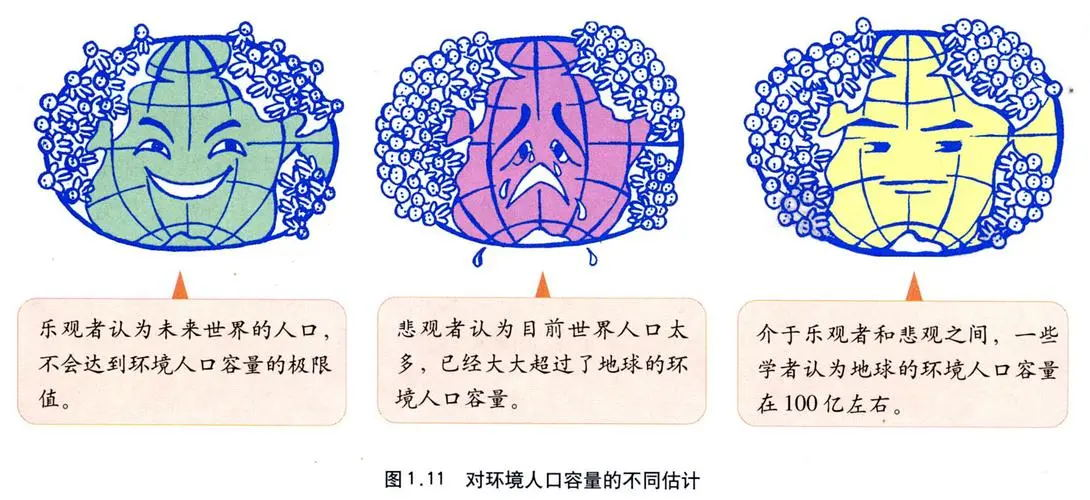 乐观者认为未来世界的人口，
不会达到环境人口容量的极限
值。
悲观者认为目前世界人口太
多，已经大大超过了地球的环
境人口容量。
介于乐观者和悲观之间，一些
学者认为地球的环境人口容量
在100亿左右。
图1.11 对环境人口容量的不同估计